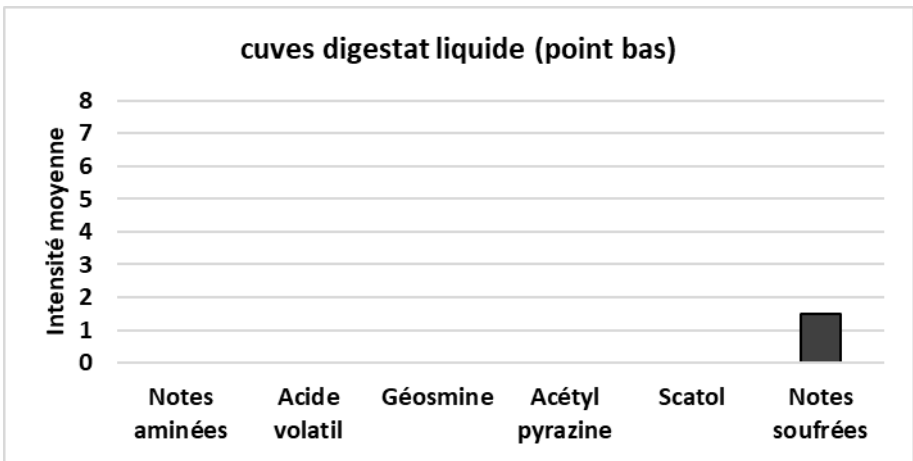 cuves digestat liquide (point bas)
Intensité moyenne
8
7
6
5
4
3
2
1
0
Notes aminées
Acide volatil
Géosmine
Acétyl pyrazine
Scatol
Notes soufrées